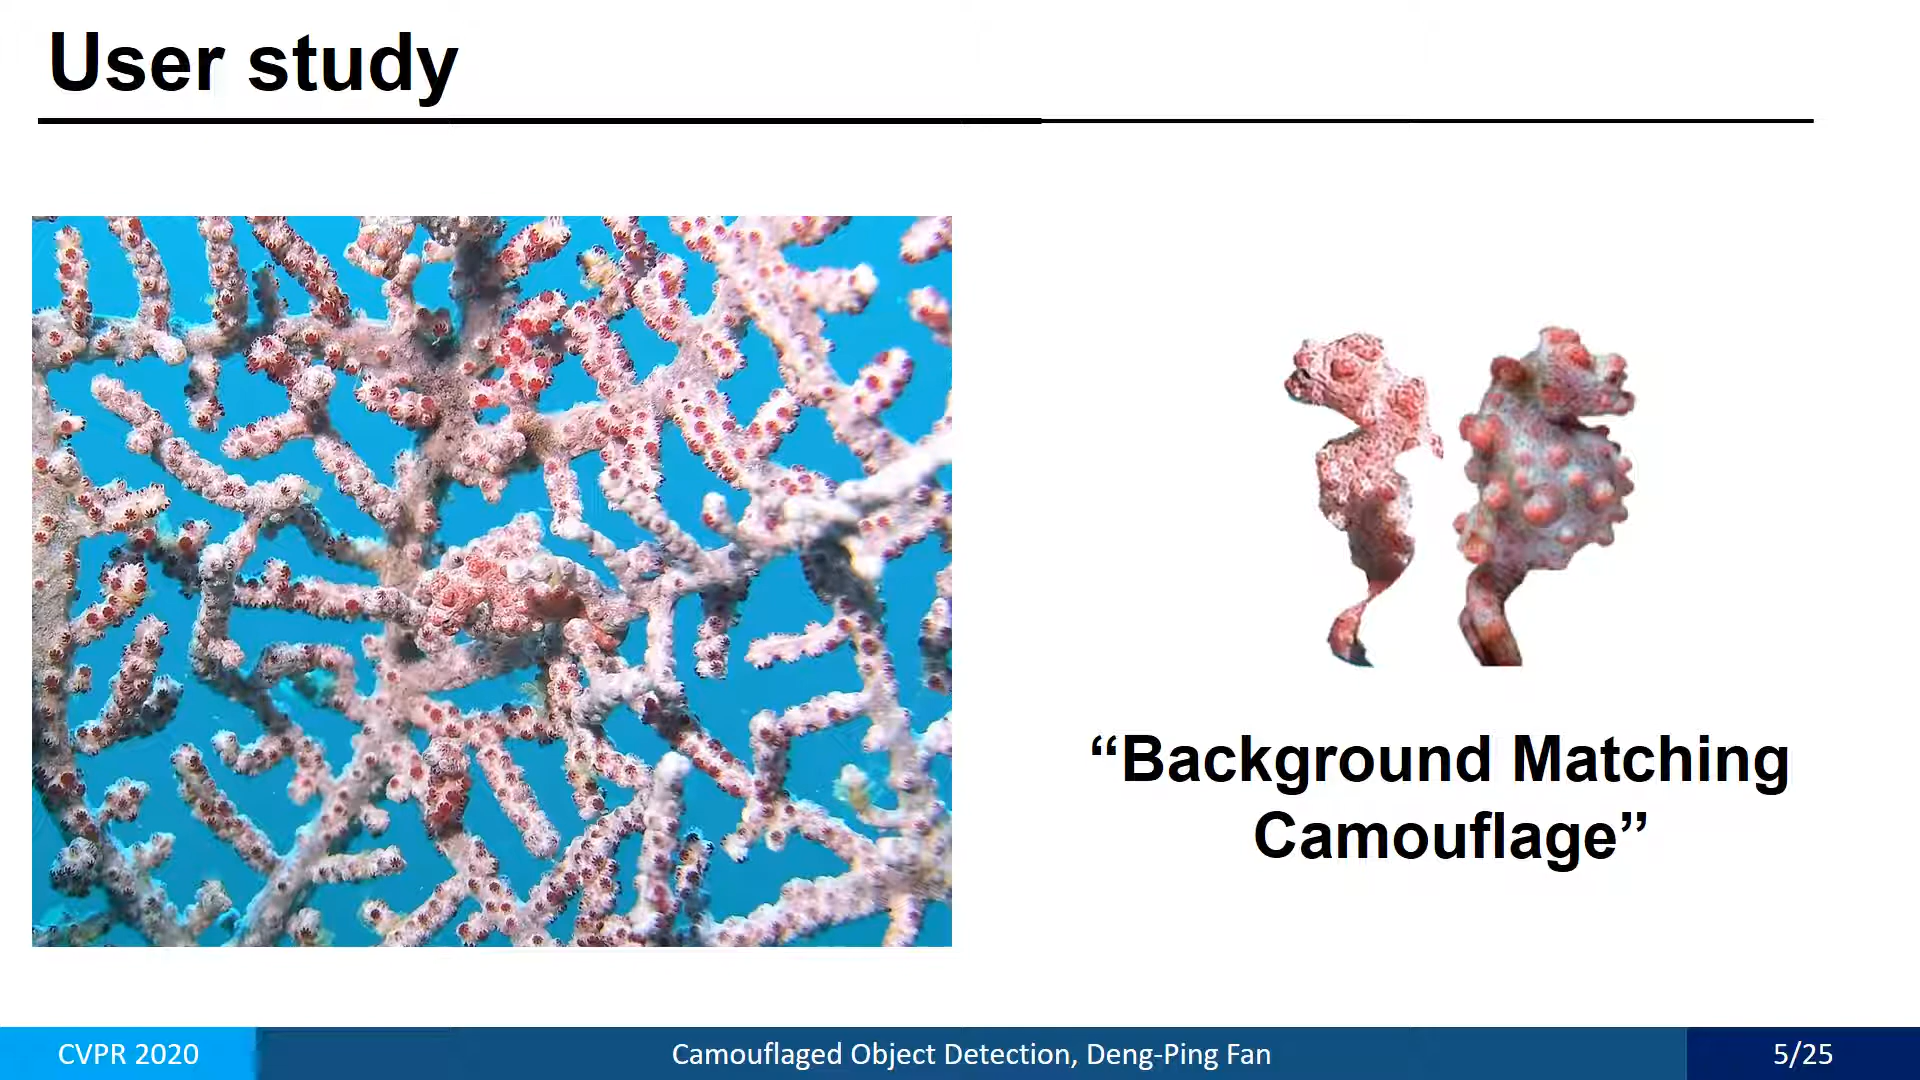 User study
“Background Matching
Camouflage”
CVPR 2020
Camouflaged Object Detection, Deng-Ping Fan
5/25